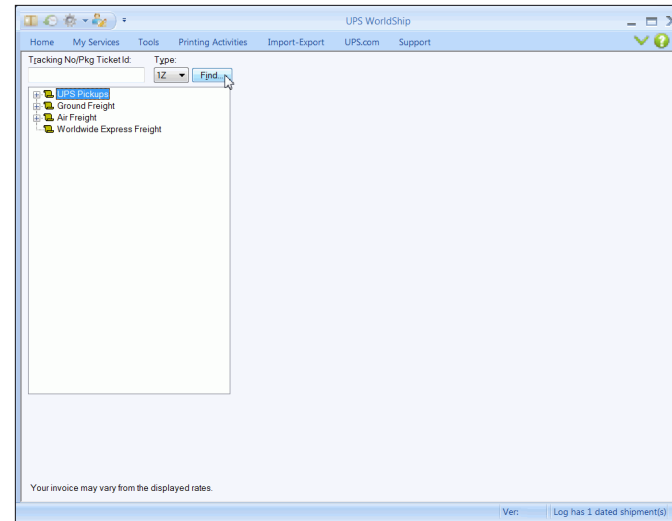 UPS WorldShip
Home My Services Tools Printing Activities Import-Export UPS.com Support
Tracking No/Pkg Ticket Id: Type:
1Z Find...
UPS Pickups
Ground Freight
Air Freight
Worldwide Express Freight
Your invoice may vary from the displayed rates.
Ver: Log has 1 dated shipment(s)